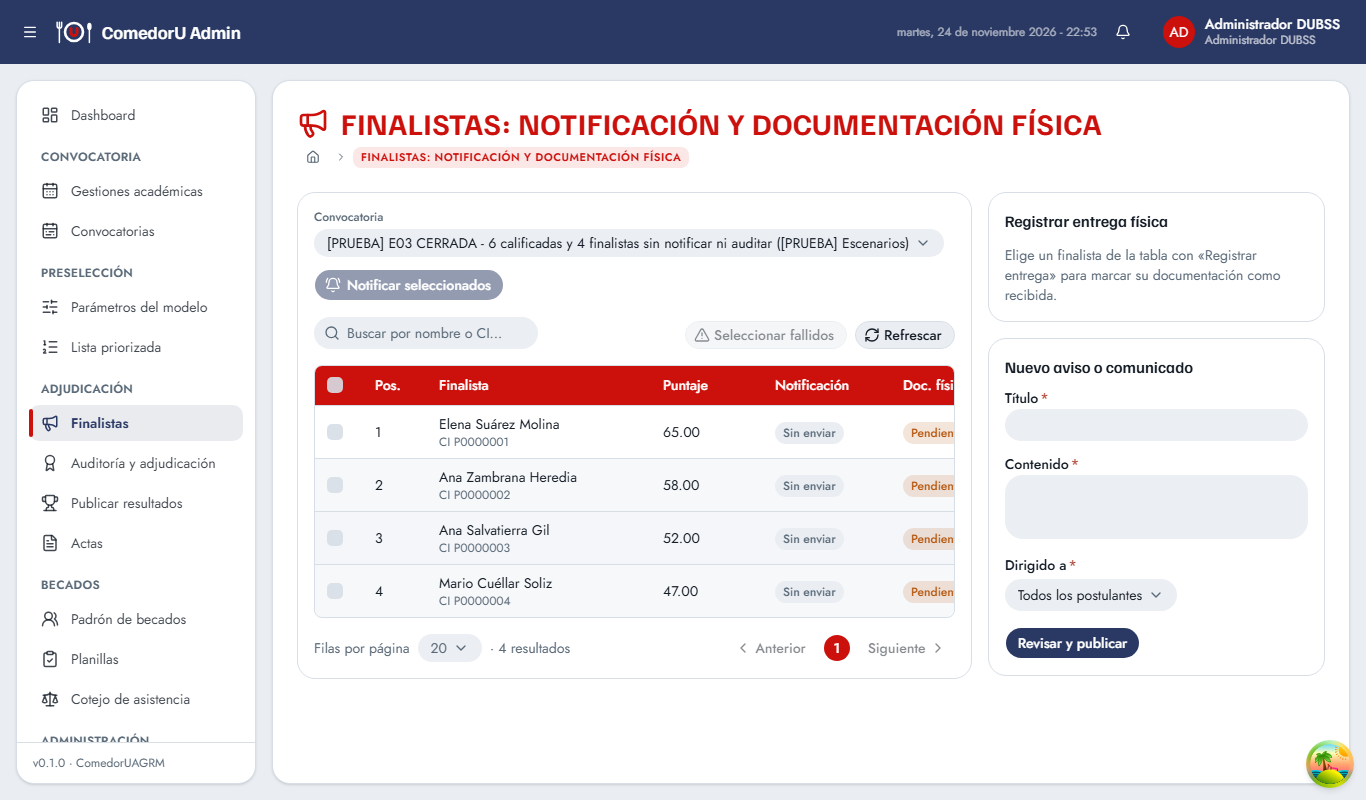 ComedorU Admin
martes, 24 de noviembre 2026 - 22:53
AD
Administrador DUBSS
Administrador DUBSS
Dashboard
CONVOCATORIA
Gestiones académicas
Convocatorias
PRESELECCIÓN
Parámetros del modelo
Lista priorizada
ADJUDICACIÓN
Finalistas
Auditoría y adjudicación
Publicar resultados
Actas
BECADOS
Padrón de becados
Planillas
Cotejo de asistencia
ADMINISTRACIÓN
v0.1.0 · ComedorUAGRM
FINALISTAS: NOTIFICACIÓN Y DOCUMENTACIÓN FÍSICA
FINALISTAS: NOTIFICACIÓN Y DOCUMENTACIÓN FÍSICA
Convocatoria
[PRUEBA] E03 CERRADA - 6 calificadas y 4 finalistas sin notificar ni auditar ([PRUEBA] Escenarios)
Notificar seleccionados
Buscar por nombre o CI...
Seleccionar fallidos
Refrescar
Pos. Finalista Puntaje Notificación Doc. físi
1 Elena Suárez Molina 65.00 Sin enviar Pendien
CI P0000001
2 Ana Zambrana Heredia 58.00 Sin enviar Pendien
CI P0000002
3 Ana Salvatierra Gil 52.00 Sin enviar Pendien
CI P0000003
4 Mario Cuéllar Soliz 47.00 Sin enviar Pendien
CI P0000004
Filas por página 20 · 4 resultados
Anterior 1 Siguiente
Registrar entrega física
Elige un finalista de la tabla con «Registrar
entrega» para marcar su documentación como
recibida.
Nuevo aviso o comunicado
Título *
Contenido *
Dirigido a *
Todos los postulantes
Revisar y publicar